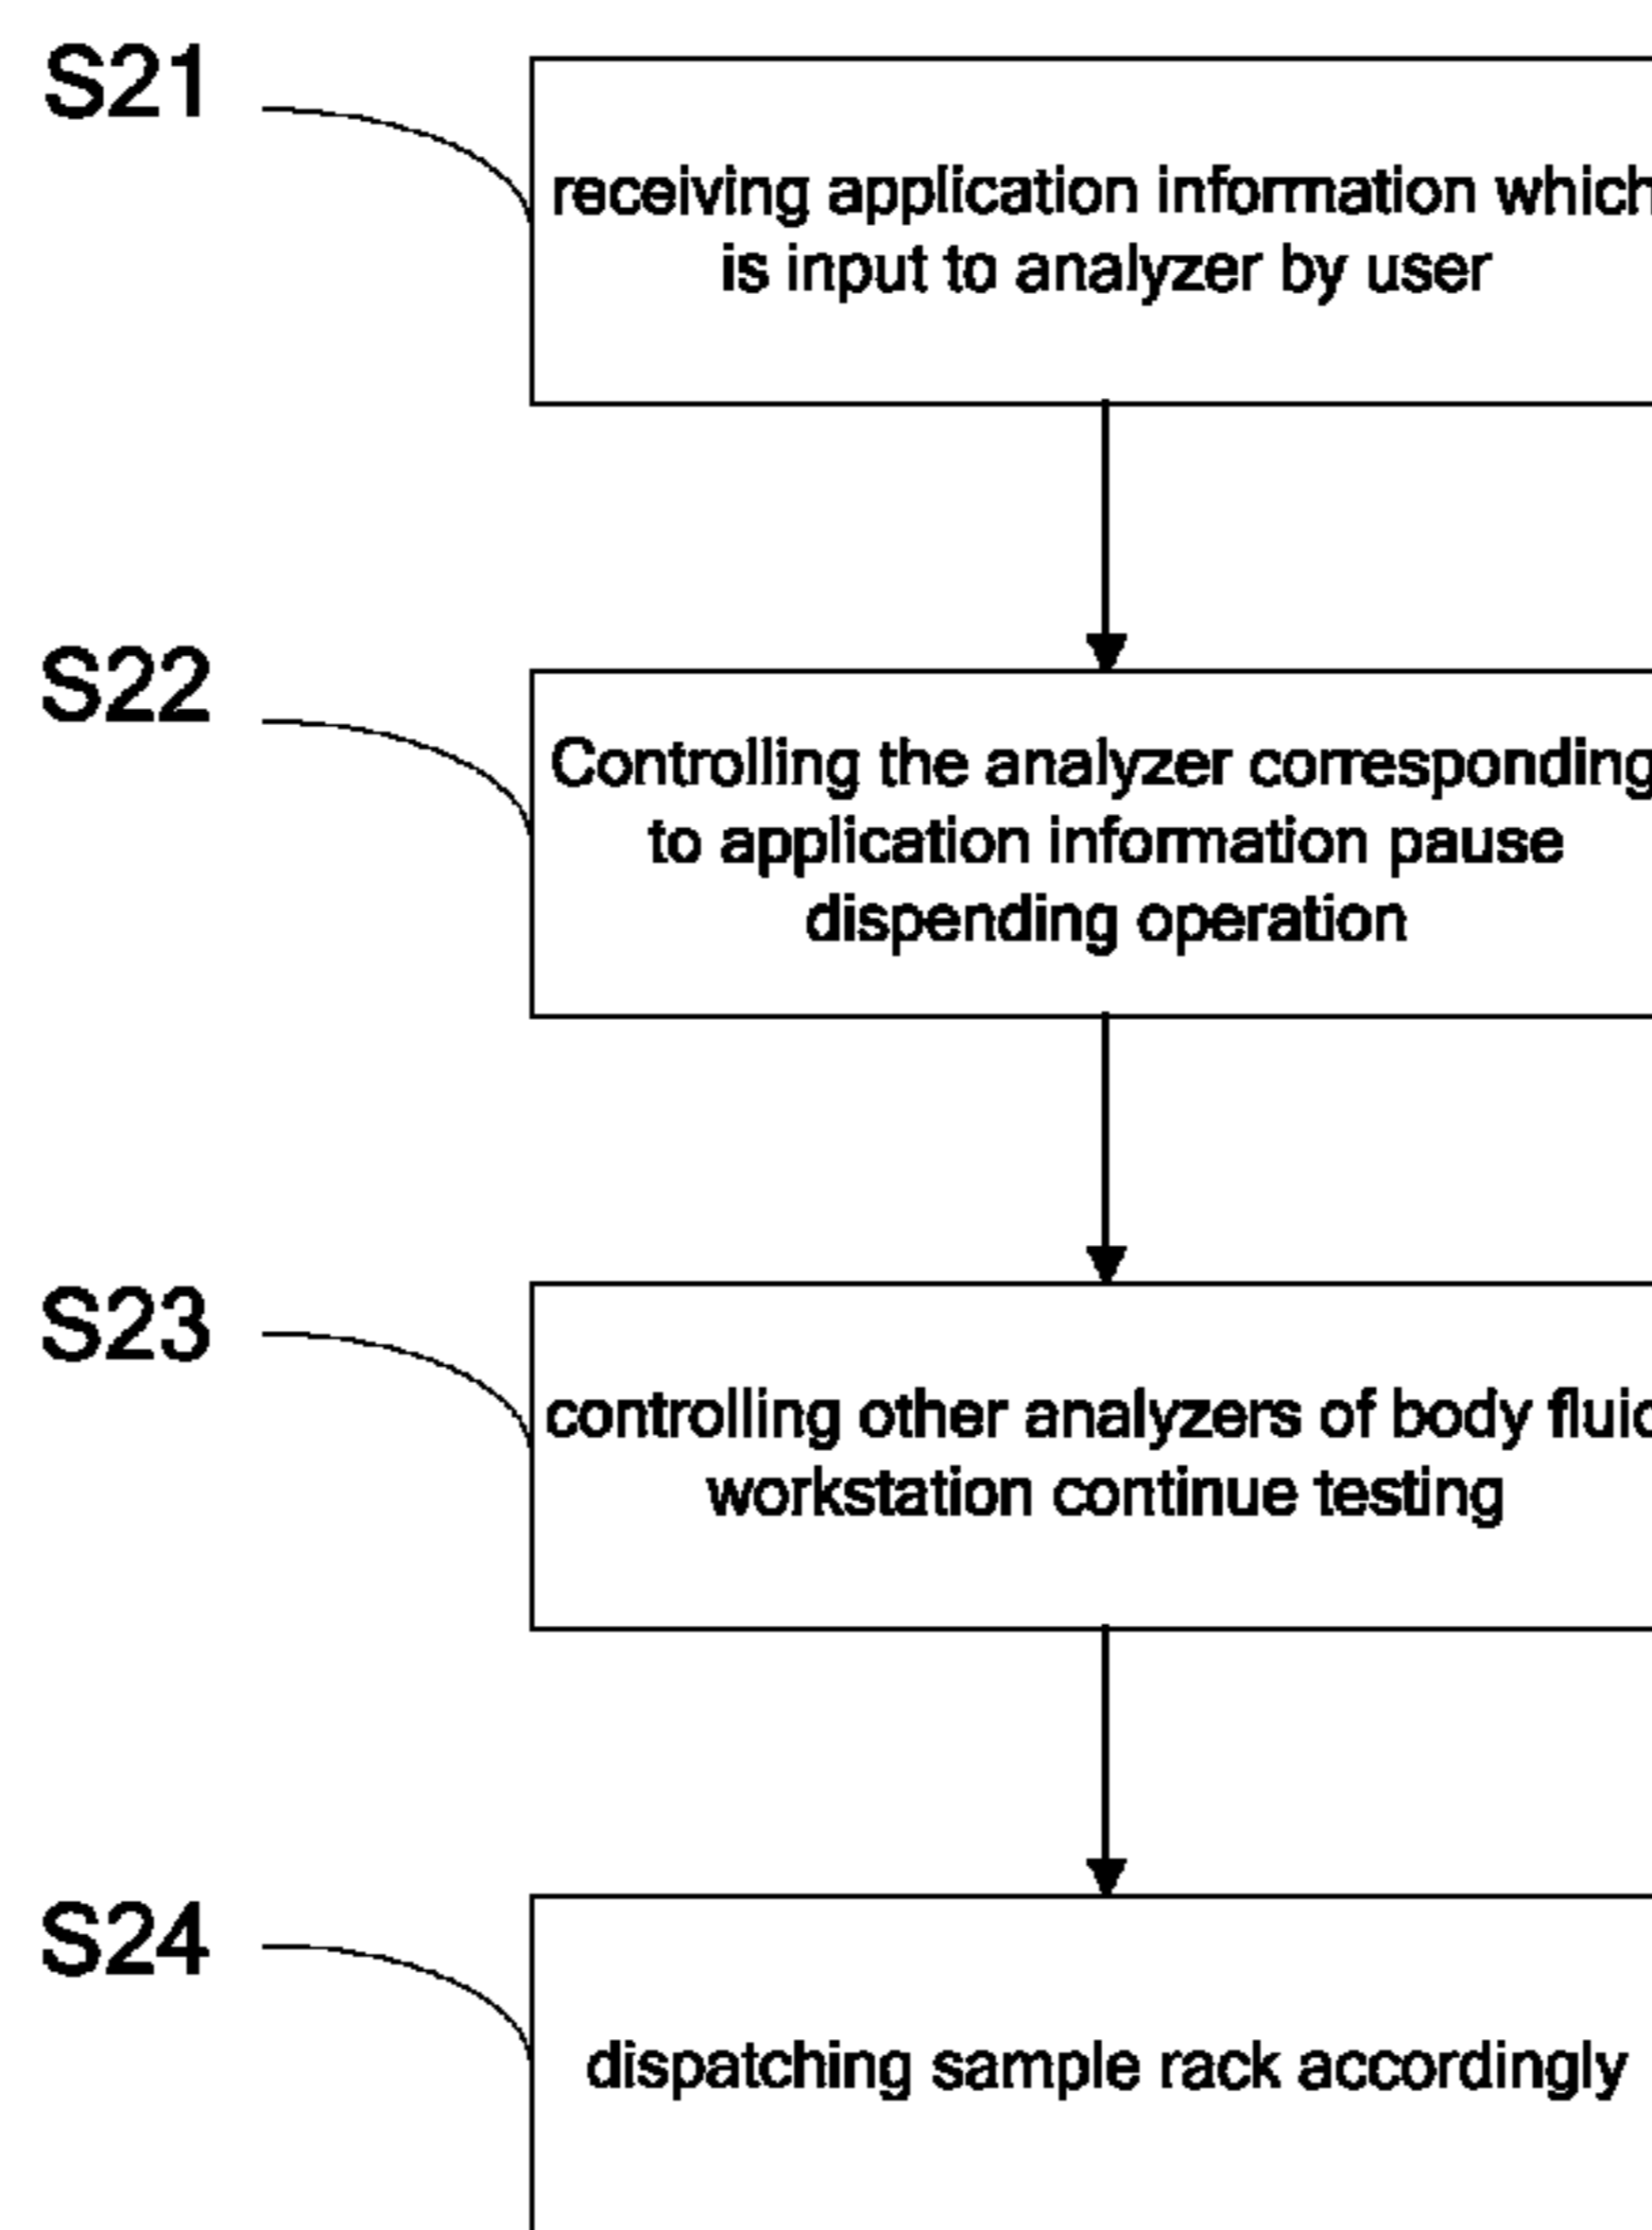 S21
receiving application information which
is input to analyzer by user
S22
Controlling the analyzer corresponding
to application information pause
dispending operation
S23
controlling other analyzers of body fluid
workstation continue testing
S24
dispatching sample rack accordingly